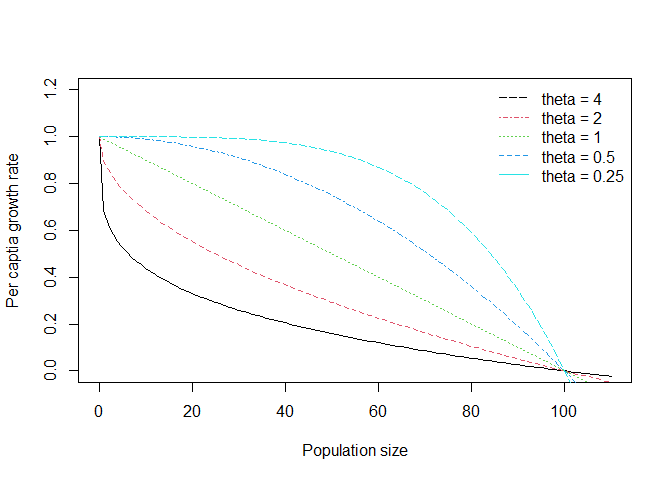 1.2
1.0
0.8
0.6
0.4
0.2
0.0
Per captia growth rate
theta = 4
theta = 2
theta = 1
theta = 0.5
theta = 0.25
0 20 40 60 80 100
Population size